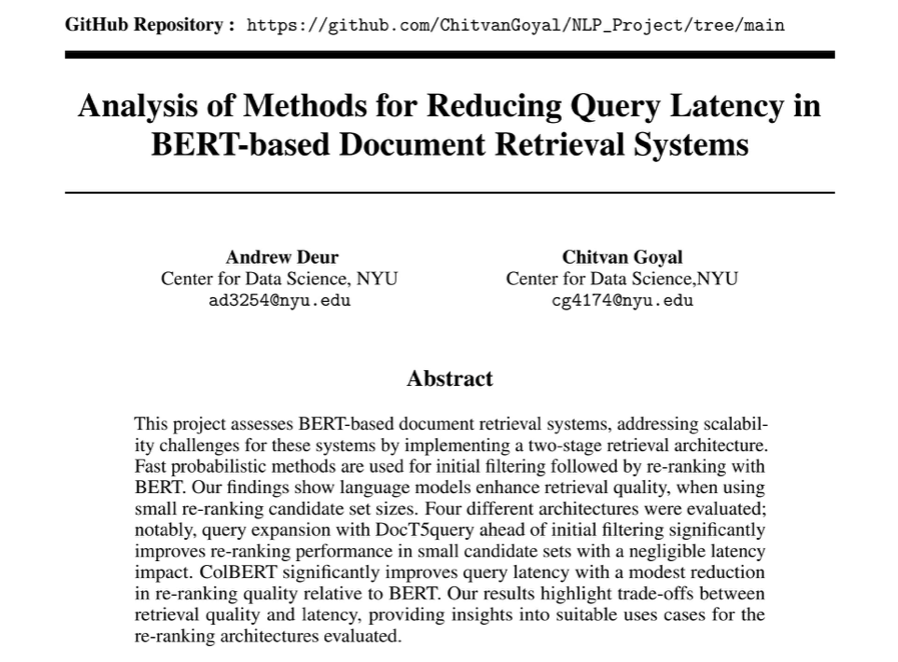 GitHub Repository : https://github.com/ChitvanGoyal/NLP_Project/tree/main
Analysis of Methods for Reducing Query Latency in
BERT-based Document Retrieval Systems
Andrew Deur
Center for Data Science, NYU
ad3254@nyu.edu
Chitvan Goyal
Center for Data Science,NYU
cg4174@nyu.edu
Abstract
This project assesses BERT-based document retrieval systems, addressing scalabil-
ity challenges for these systems by implementing a two-stage retrieval architecture.
Fast probabilistic methods are used for initial filtering followed by re-ranking with
BERT. Our findings show language models enhance retrieval quality, when using
small re-ranking candidate set sizes. Four different architectures were evaluated;
notably, query expansion with DocT5query ahead of initial filtering significantly
improves re-ranking performance in small candidate sets with a negligible latency
impact. ColBERT significantly improves query latency with a modest reduction
in re-ranking quality relative to BERT. Our results highlight trade-offs between
retrieval quality and latency, providing insights into suitable uses cases for the
re-ranking architectures evaluated.